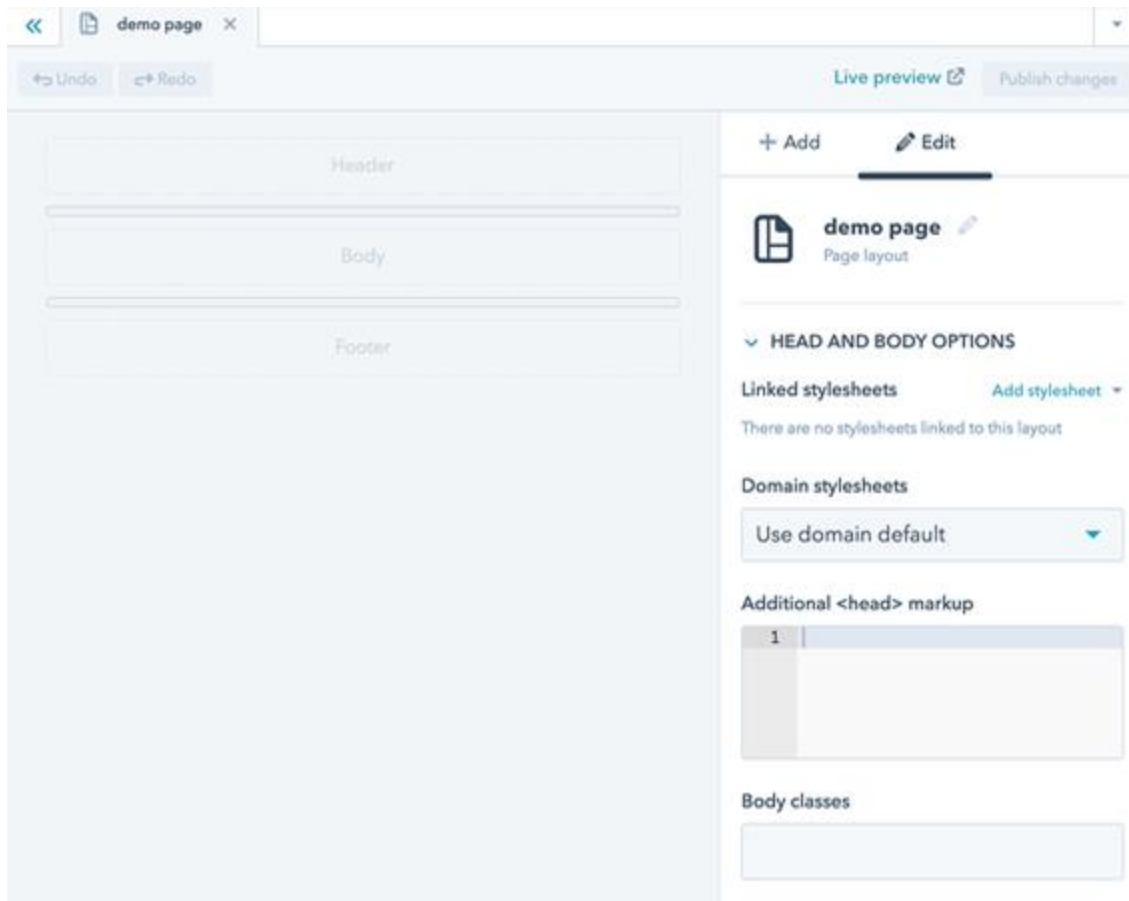 demo page
Undo Redo Live preview Publish changes
Header
Body
Footer
+ Add Edit
demo page
Page layout
HEAD AND BODY OPTIONS
Linked stylesheets Add stylesheet
There are no stylesheets linked to this layout
Domain stylesheets
Use domain default
Additional <head> markup
1
Body classes